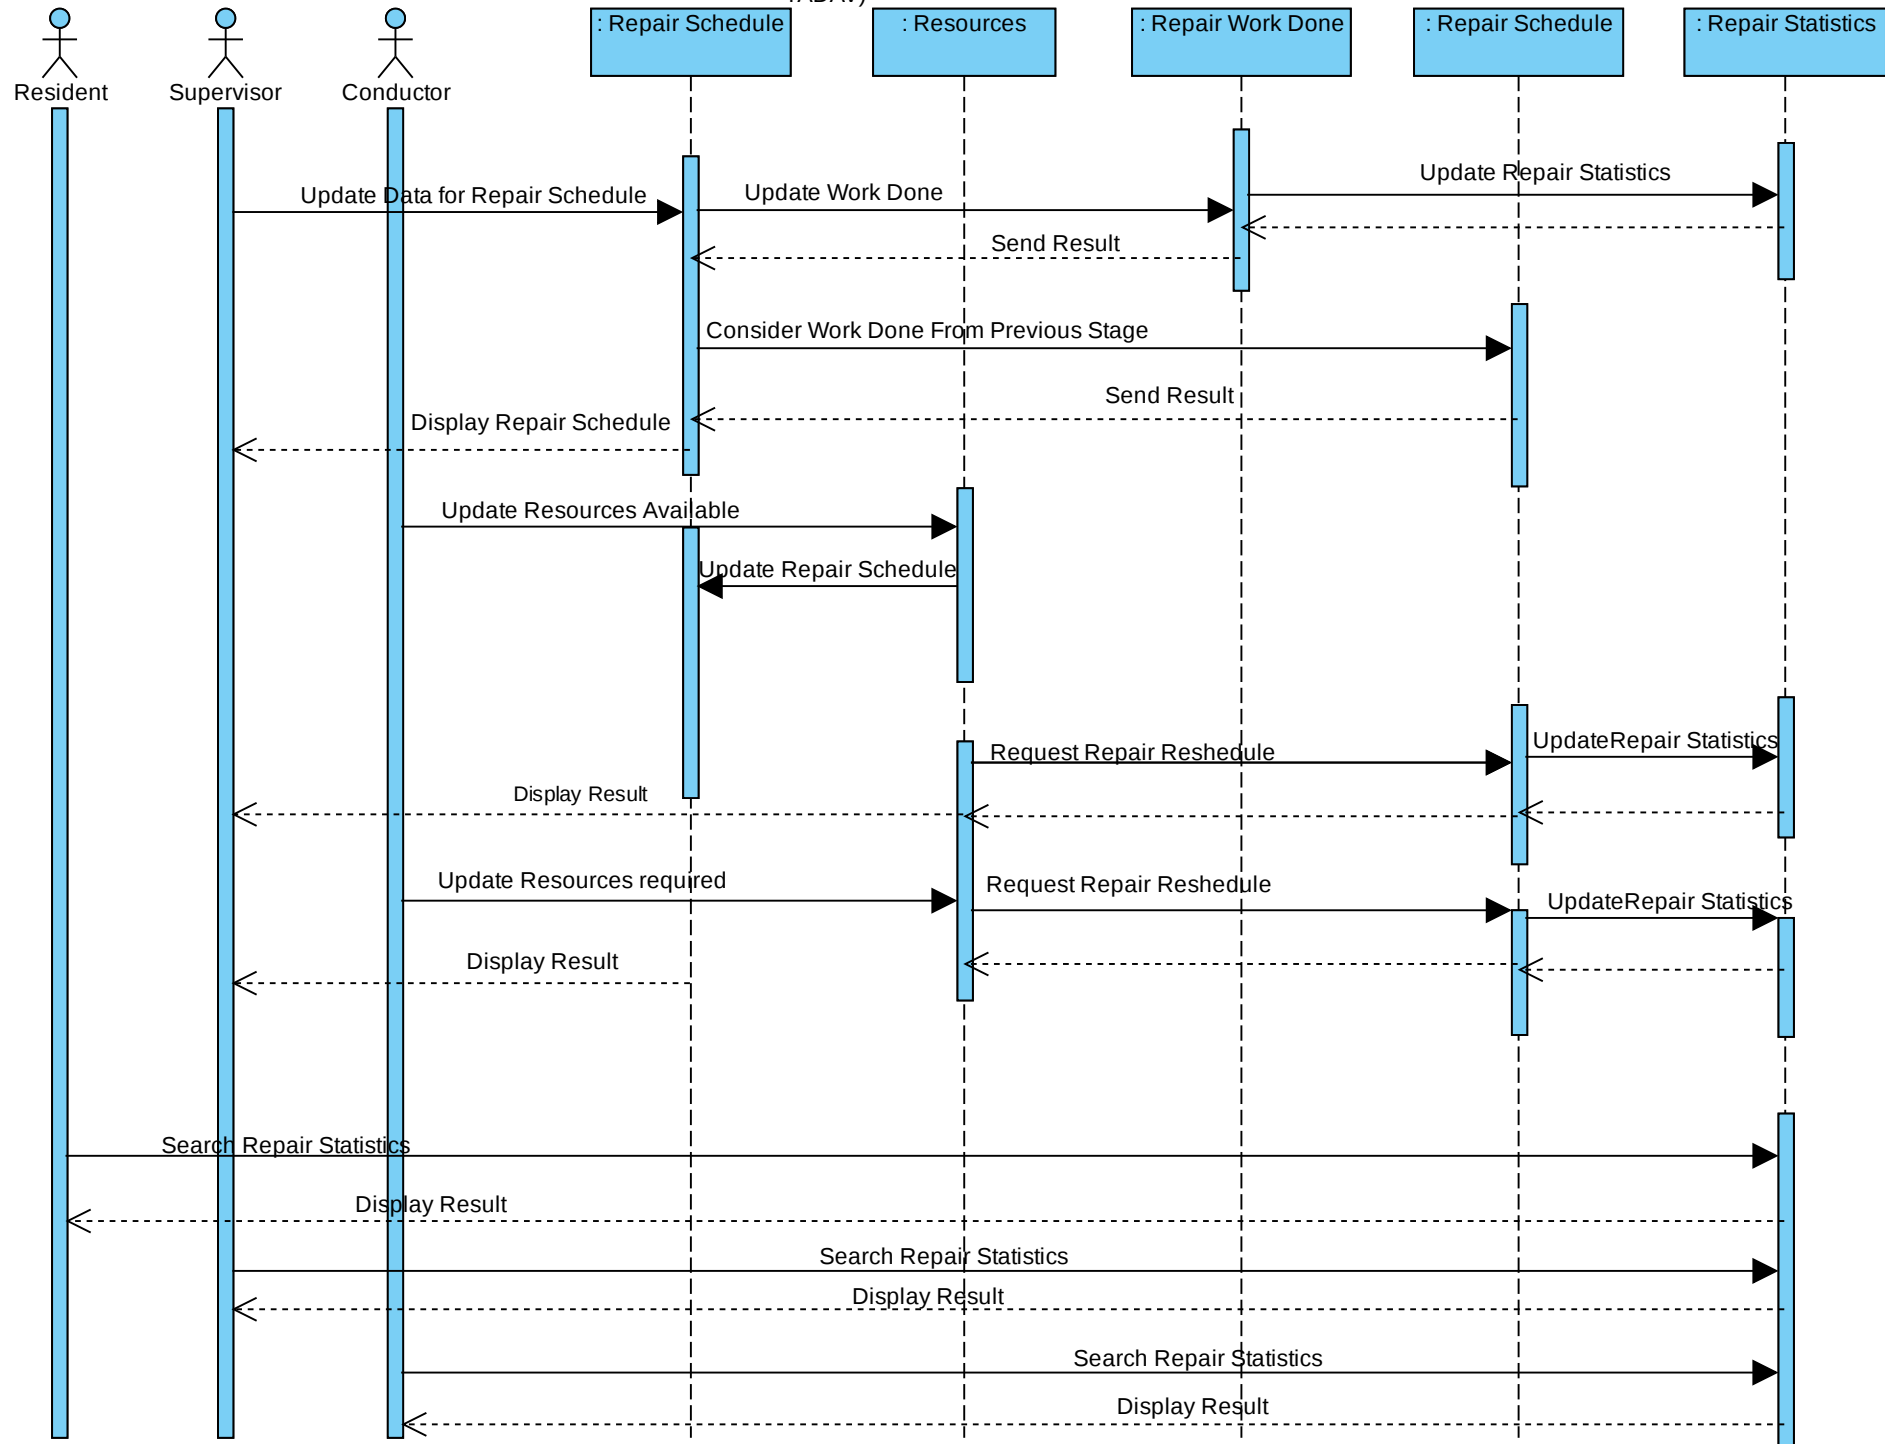 : Repair Schedule
: Resources
: Repair Work Done
: Repair Schedule
: Repair Statistics
Resident
Supervisor
Conductor
Update Repair Statistics
Update Data for Repair Schedule
Update Work Done
Send Result
Consider Work Done From Previous Stage
Send Result
Display Repair Schedule
Update Resources Available
Update Repair Schedule
Request Repair Reshedule
UpdateRepair Statistics
Display Result
Update Resources required
Request Repair Reshedule
UpdateRepair Statistics
Display Result
Search Repair Statistics
Display Result
Search Repair Statistics
Display Result
Search Repair Statistics
Display Result